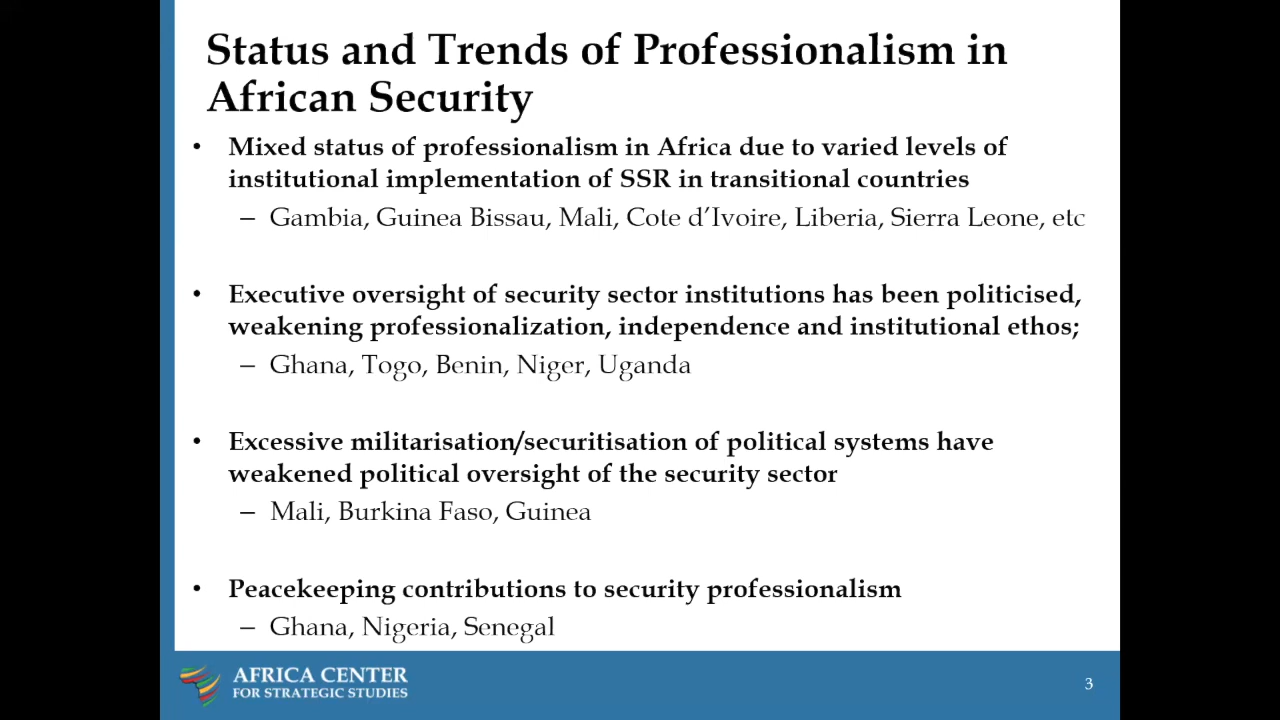 Status and Trends of Professionalism in
African Security
• Mixed status of professionalism in Africa due to varied levels of
institutional implementation of SSR in transitional countries
– Gambia, Guinea Bissau, Mali, Cote d’Ivoire, Liberia, Sierra Leone, etc
• Executive oversight of security sector institutions has been politicised,
weakening professionalization, independence and institutional ethos;
– Ghana, Togo, Benin, Niger, Uganda
• Excessive militarisation/securitisation of political systems have
weakened political oversight of the security sector
– Mali, Burkina Faso, Guinea
• Peacekeeping contributions to security professionalism
– Ghana, Nigeria, Senegal
AFRICA CENTER
FOR STRATEGIC STUDIES
3